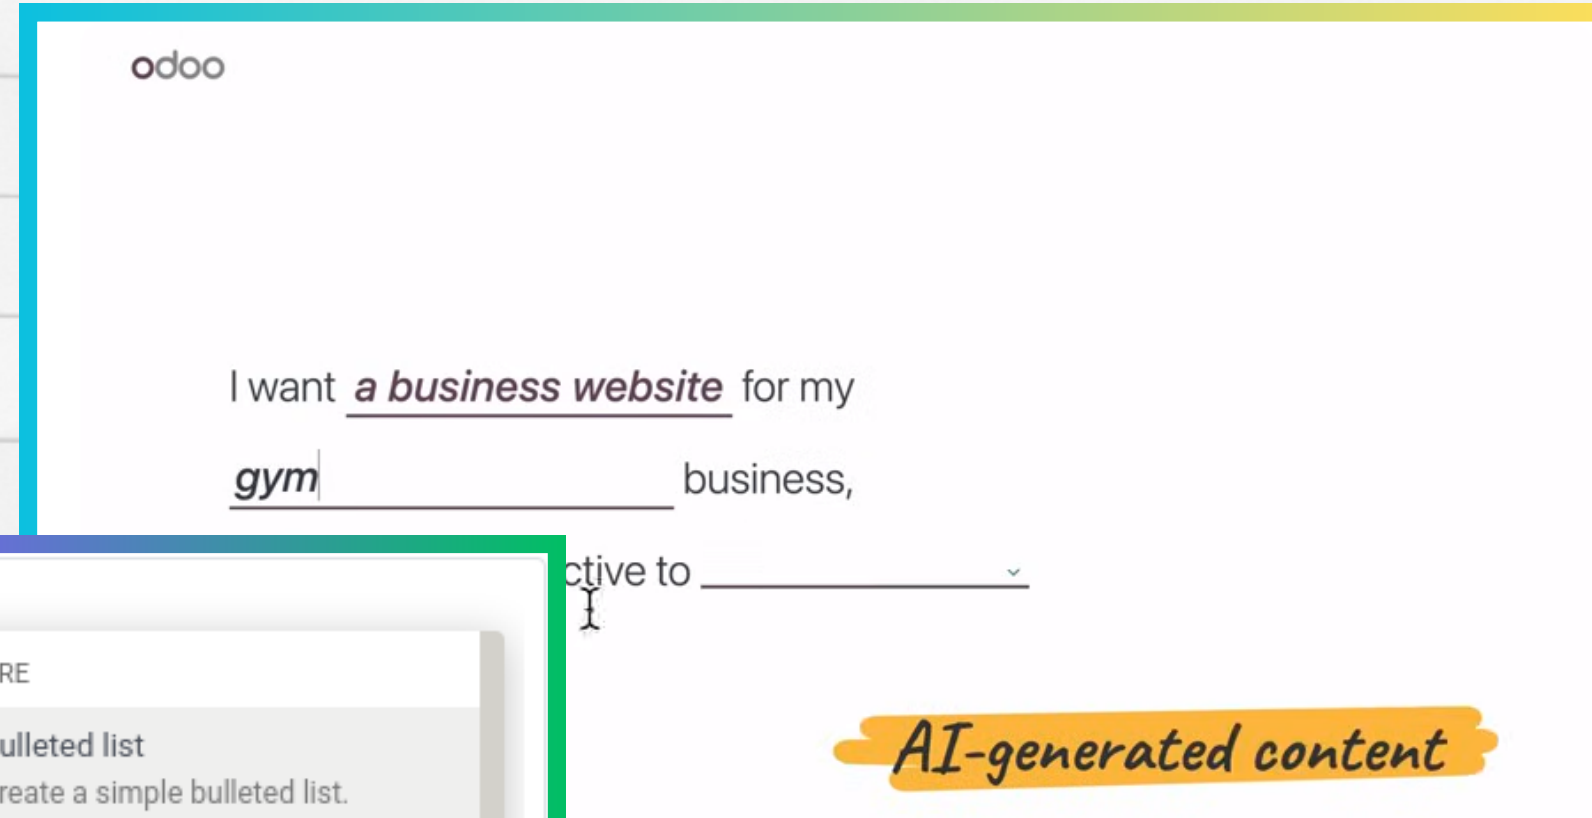 odoo
I want a business website for my
gym business,
ctive to
RE
ulleted list
reate a simple bulleted list.
AI-generated content